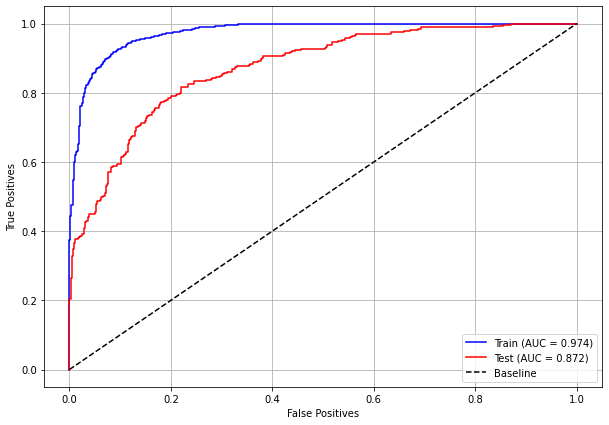 1.0
0.8
0.6
0.4
0.2
0.0
True Positives
Train (AUC = 0.974)
Test (AUC = 0.872)
Baseline
0.0 0.2 0.4 0.6 0.8 1.0
False Positives